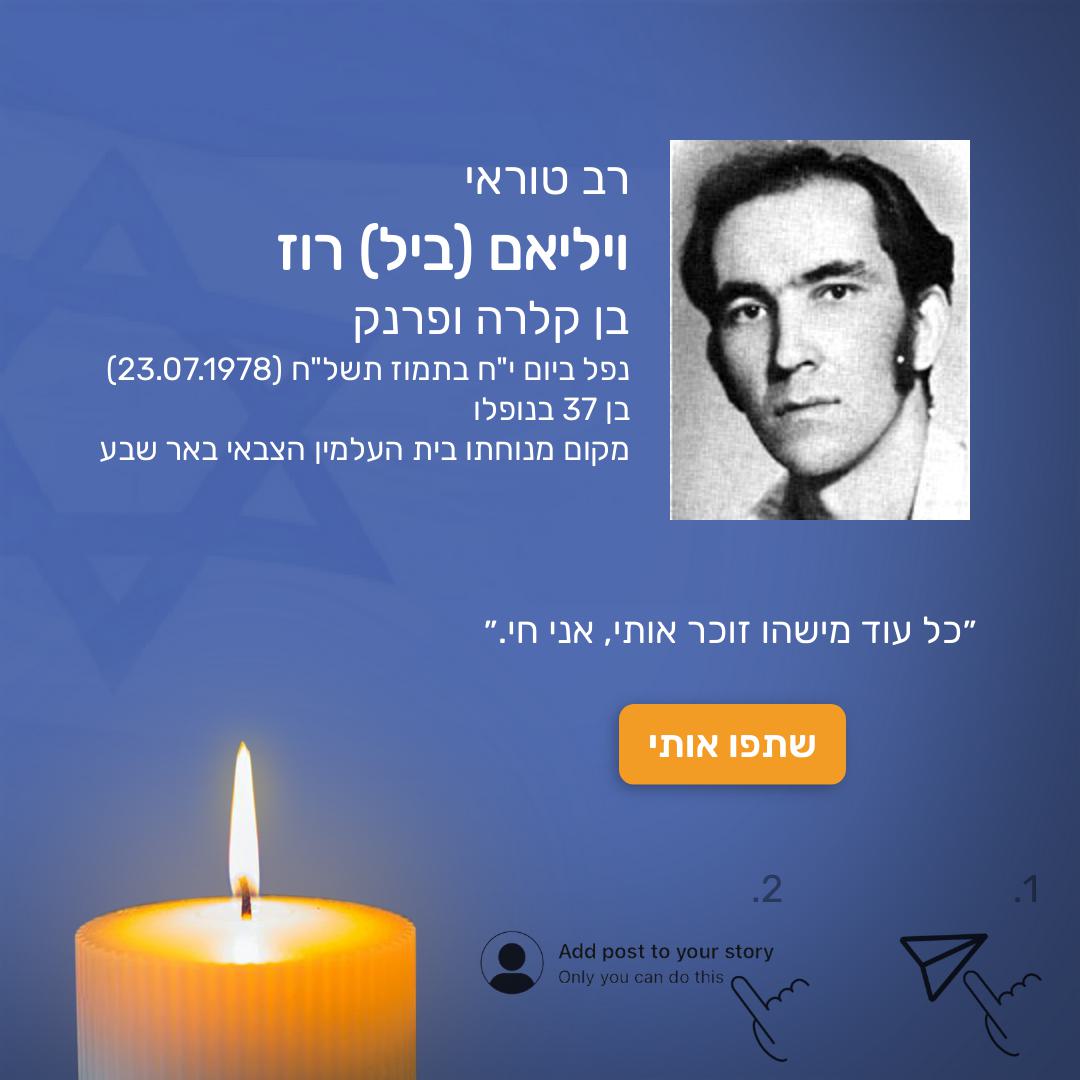 רב טוראי
ויליאם (ביל) רוז
בן קלרה ופרנק
נפל ביום י"ח בתמוז תשל"ח (23.07.1978)
בן 37 בנופלו
מקום מנוחתו בית העלמין הצבאי באר שבע
״כל עוד מישהו זוכר אותי, אני חי.״
שתפו אותי
1.
2.
Add post to your story
Only you can do this